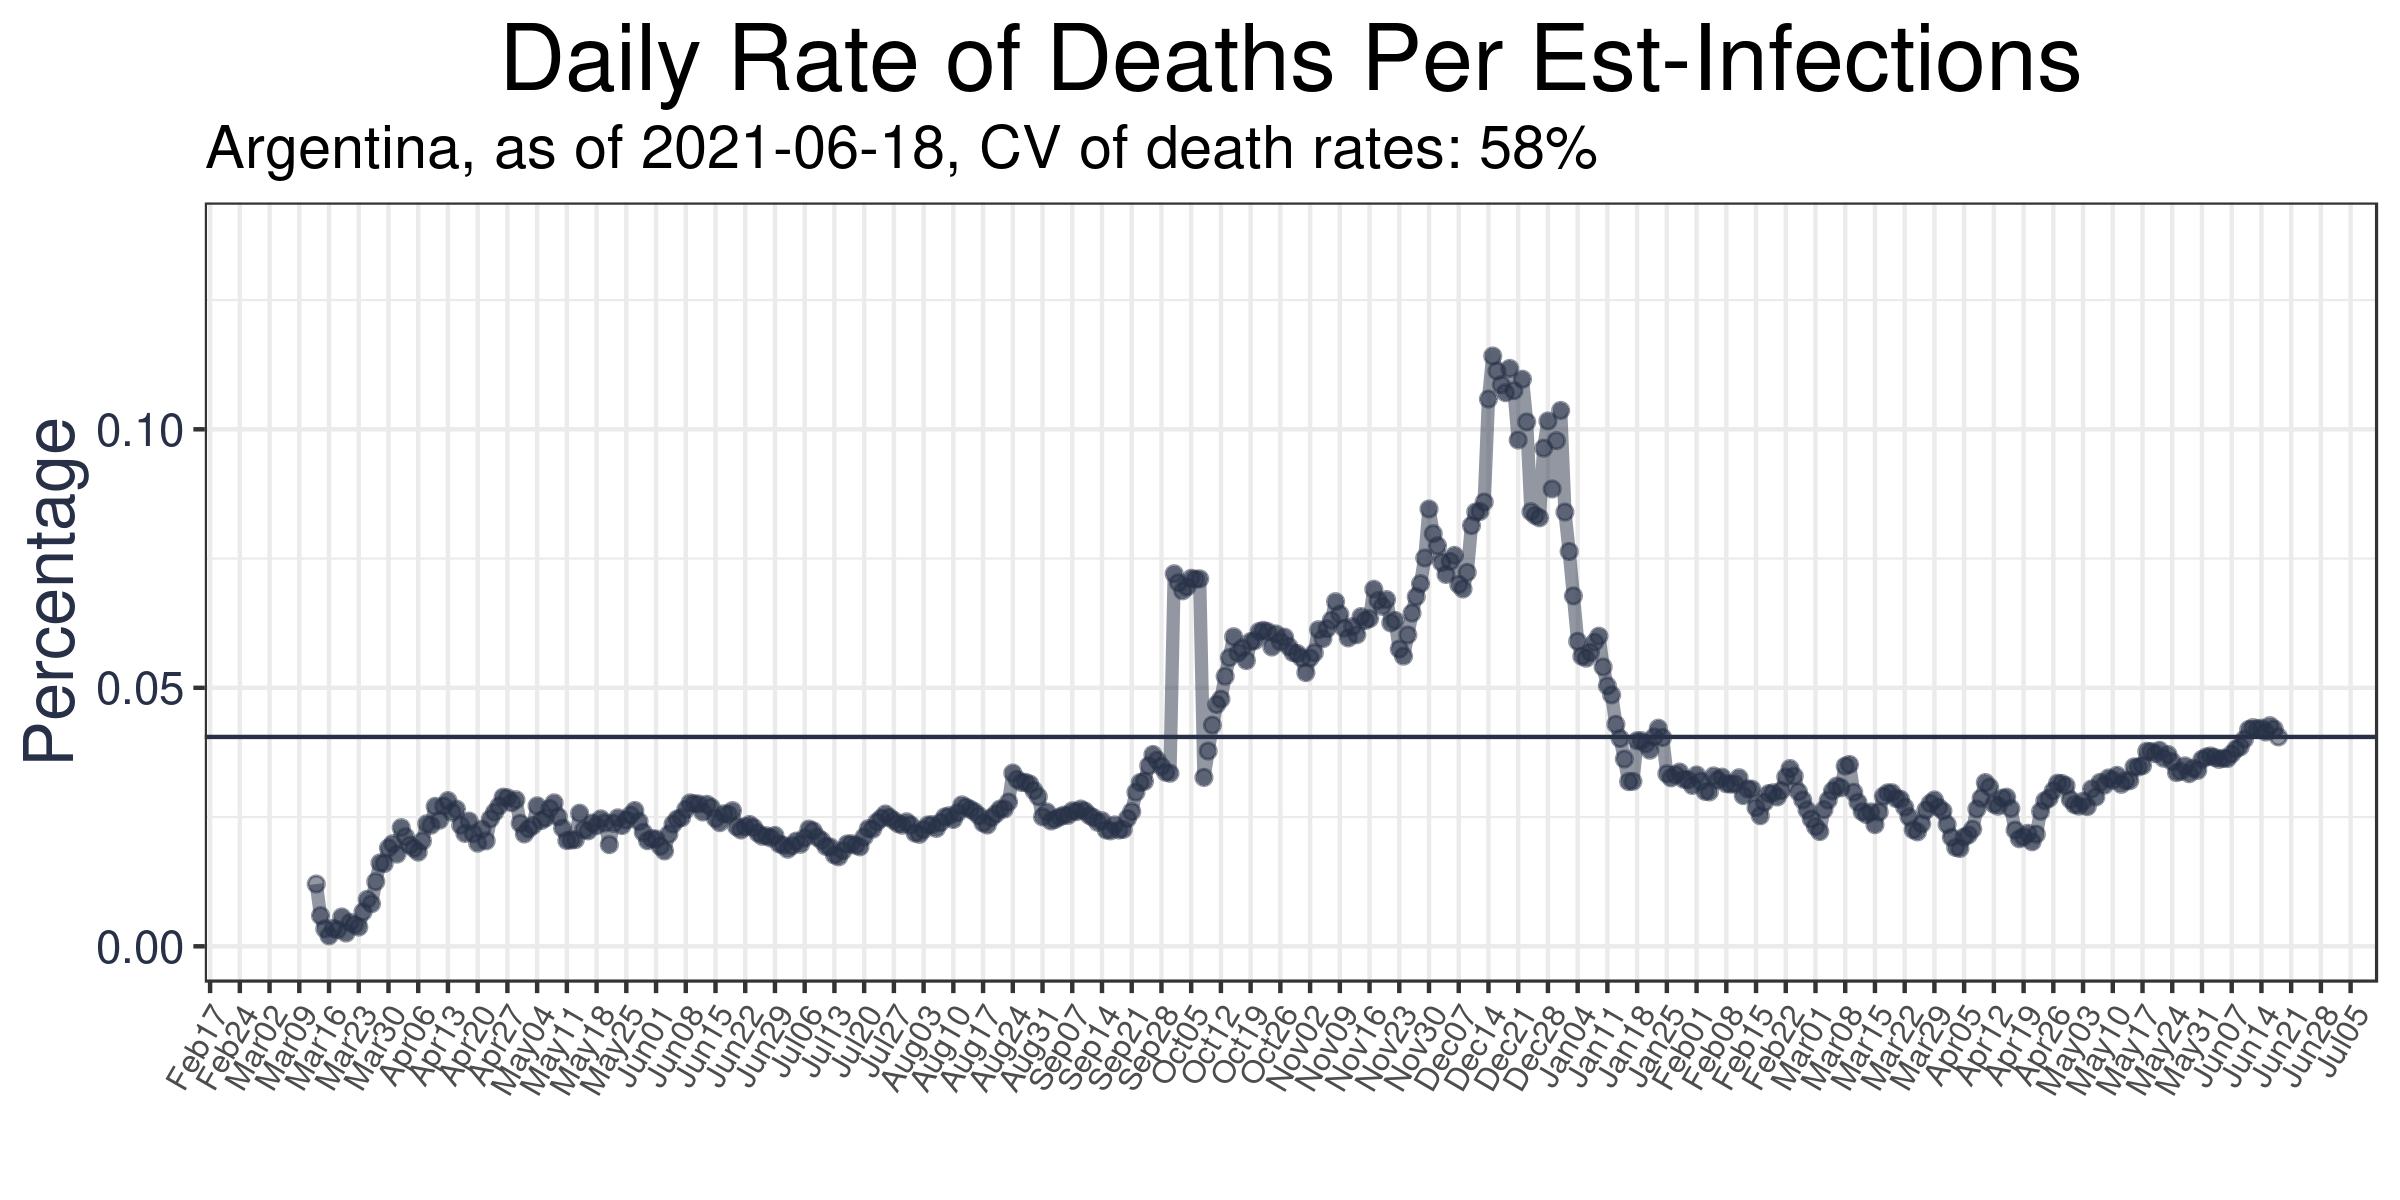 Daily Rate of Deaths Per Est-Infections
Argentina, as of 2021-06-18, CV of death rates: 58%
Percentage
0.10
0.05
0.00
Feb17
Feb24
Mar02
Mar09
Mar16
Mar23
Mar30
Apr06
Apr13
Apr20
Apr27
May04
May11
May18
May25
Jun01
Jun08
Jun15
Jun22
Jun29
Jul06
Jul13
Jul20
Jul27
Aug03
Aug10
Aug17
Aug24
Aug31
Sep07
Sep14
Sep21
Sep28
Oct05
Oct12
Oct19
Oct26
Nov02
Nov09
Nov16
Nov23
Nov30
Dec07
Dec14
Dec21
Dec28
Jan04
Jan11
Jan18
Jan25
Feb01
Feb08
Feb15
Feb22
Mar01
Mar08
Mar15
Mar22
Mar29
Apr05
Apr12
Apr19
Apr26
May03
May10
May17
May24
May31
Jun07
Jun14
Jun21
Jun28
Jul05